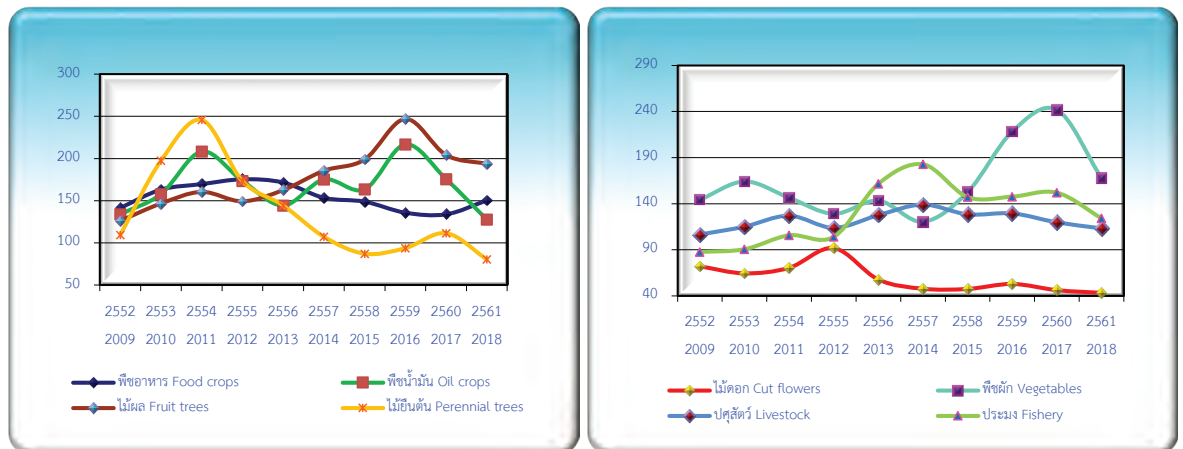 300
250
200
150
100
50
2552 2553 2554 2555 2556 2557 2558 2559 2560 2561
2009 2010 2011 2012 2013 2014 2015 2016 2017 2018
พืชอาหาร Food crops พืชน้ำมัน Oil crops
ไม้ผล Fruit trees ไม้ยืนต้น Perennial trees
290
240
190
140
90
40
2552 2553 2554 2555 2556 2557 2558 2559 2560 2561
2009 2010 2011 2012 2013 2014 2015 2016 2017 2018
ไม้ดอก Cut flowers พืชผัก Vegetables
ปศุสัตว์ Livestock ประมง Fishery